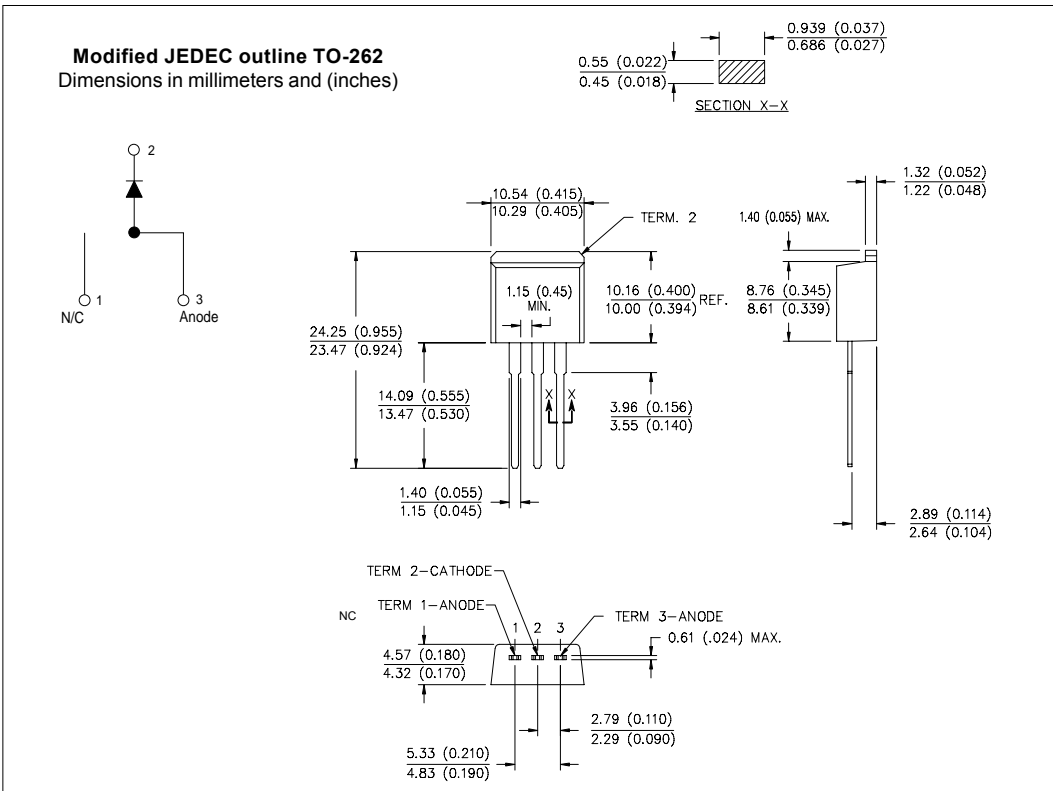 Modified JEDEC outline TO-262
Dimensions in millimeters and (inches)
0.939 (0.037)
0.686 (0.027)
0.55 (0.022)
0.45 (0.018)
SECTION X-X
2
1
N/C
3
Anode
10.54 (0.415)
10.29 (0.405)
TERM. 2
1.32 (0.052)
1.22 (0.048)
1.40 (0.055) MAX.
1.15 (0.45)
MIN.
10.16 (0.400)
10.00 (0.394) REF.
8.76 (0.345)
8.61 (0.339)
24.25 (0.955)
23.47 (0.924)
14.09 (0.555)
13.47 (0.530)
X X
3.96 (0.156)
3.55 (0.140)
1.40 (0.055)
1.15 (0.045)
2.89 (0.114)
2.64 (0.104)
TERM 2-CATHODE
NC TERM 1-ANODE
TERM 3-ANODE
1 2 3
0.61 (.024) MAX.
4.57 (0.180)
4.32 (0.170)
2.79 (0.110)
2.29 (0.090)
5.33 (0.210)
4.83 (0.190)